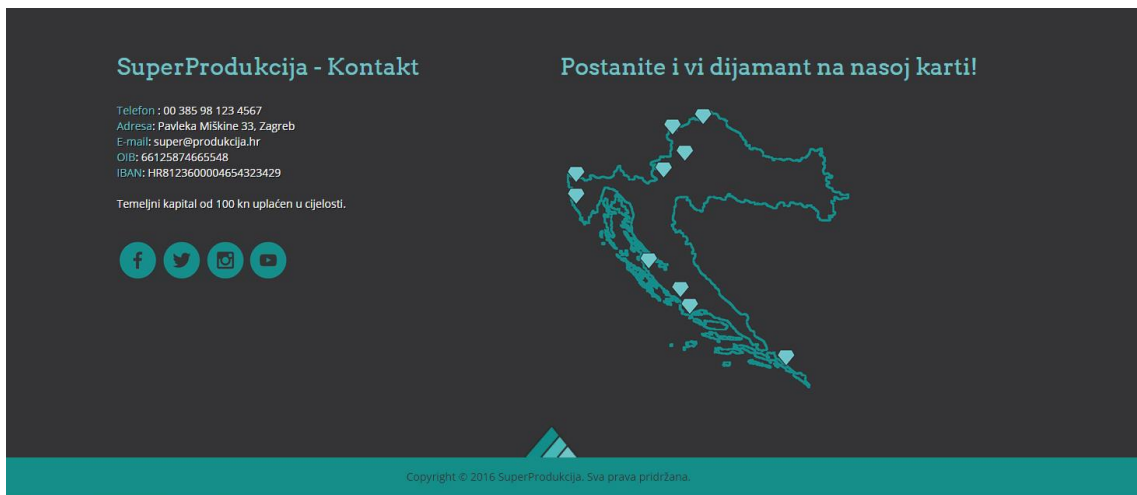 SuperProdukcija - Kontakt
Telefon : 00 385 98 123 4567
Adresa: Pavleka Miškine 33, Zagreb
E-mail: super@produkcija.hr
OIB: 66125874665548
IBAN: HR8123600004654323429
Temeljni kapital od 100 kn uplaćen u cijelosti.
Postanite i vi dijamant na nasoj karti!
Copyright © 2016 SuperProdukcija. Sva prava pridržana.